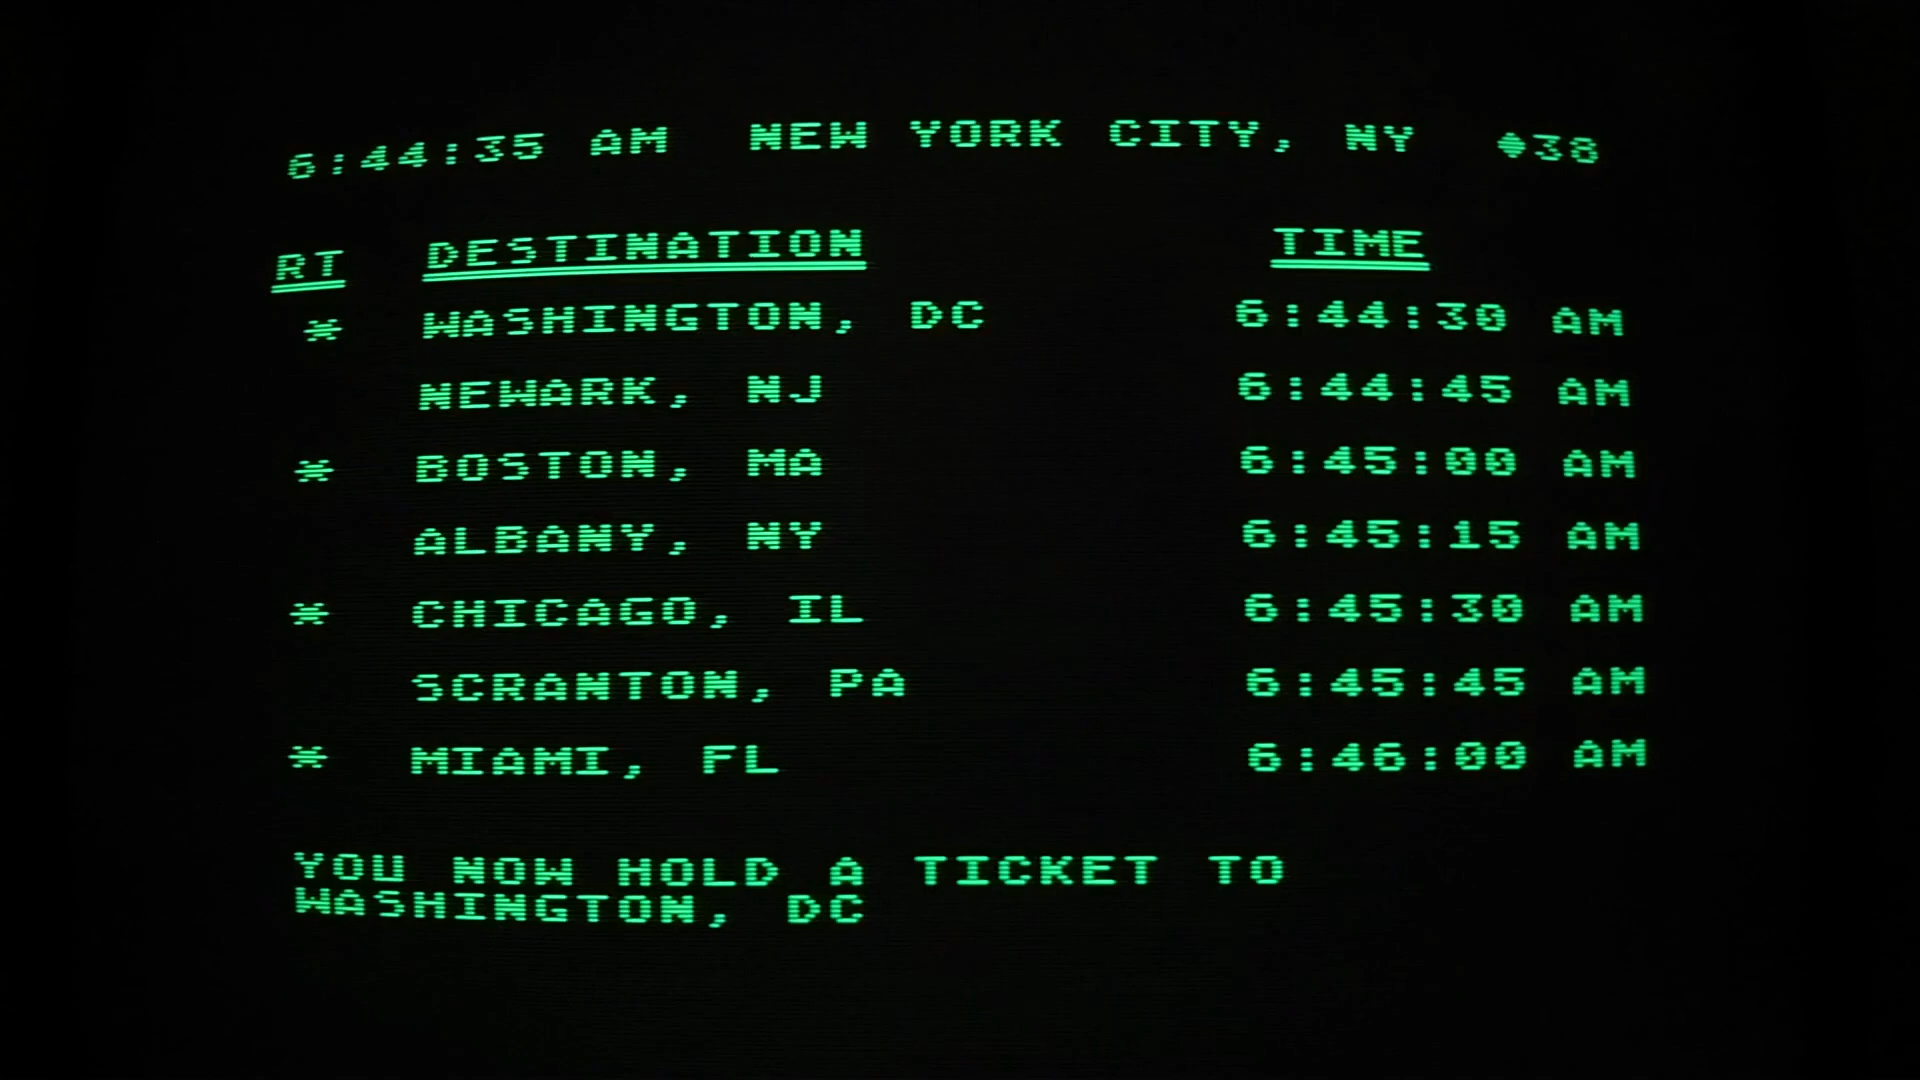 6:44:35 AM NEW YORK CITY, NY ♦38
RT DESTINATION TIME
* WASHINGTON, DC 6:44:30 AM
NEWARK, NJ 6:44:45 AM
* BOSTON, MA 6:45:00 AM
ALBANY, NY 6:45:15 AM
* CHICAGO, IL 6:45:30 AM
SCRANTON, PA 6:45:45 AM
* MIAMI, FL 6:46:00 AM
YOU NOW HOLD A TICKET TO
WASHINGTON, DC